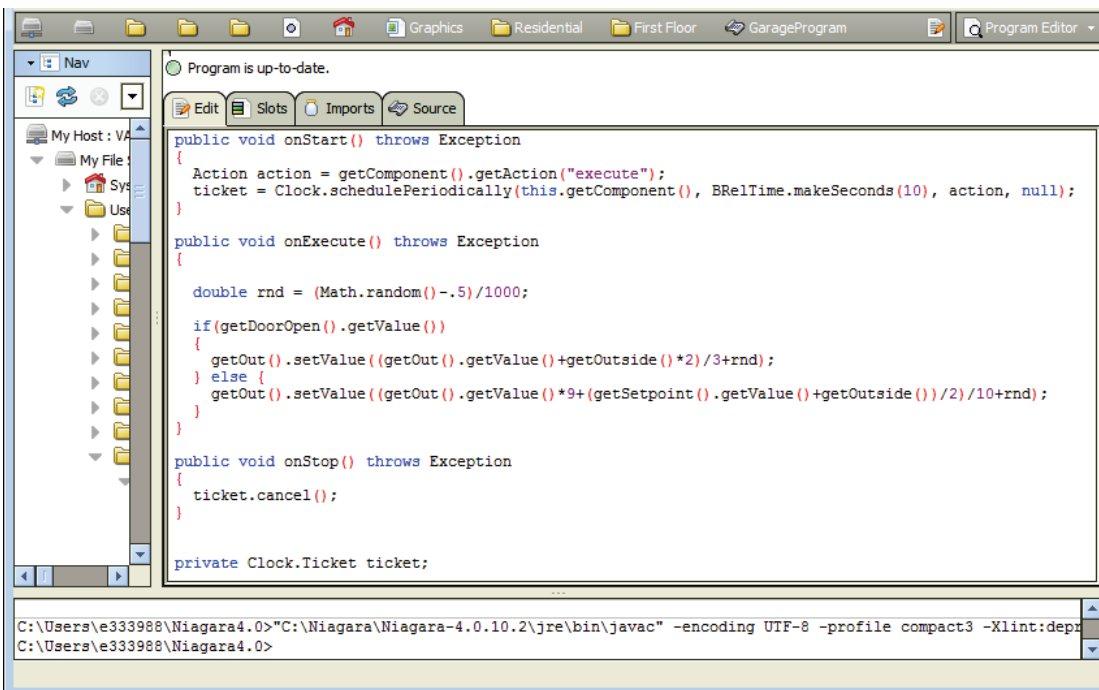 Graphics Residential First Floor GarageProgram Program Editor
Nav
Program is up-to-date.
Edit Slots Imports Source
My Host : VA
My File S
Sys
Use
public void onStart() throws Exception
{
Action action = getComponent().getAction("execute");
ticket = Clock.schedulePeriodically(this.getComponent(), BRelTime.makeSeconds(10), action, null);
}
public void onExecute() throws Exception
{
double rnd = (Math.random()-.5)/1000;
if(getDoorOpen().getValue())
{
getOut().setValue((getOut().getValue()+getOutside()*2)/3+rnd);
} else {
getOut().setValue((getOut().getValue()*9+(getSetpoint().getValue()+getOutside())/2)/10+rnd);
}
}
public void onStop() throws Exception
{
ticket.cancel();
}
private Clock.Ticket ticket;
C:\Users\e333988\Niagara4.0>"C:\Niagara\Niagara-4.0.10.2\jre\bin\javac" -encoding UTF-8 -profile compact3 -Xlint:depr
C:\Users\e333988\Niagara4.0>